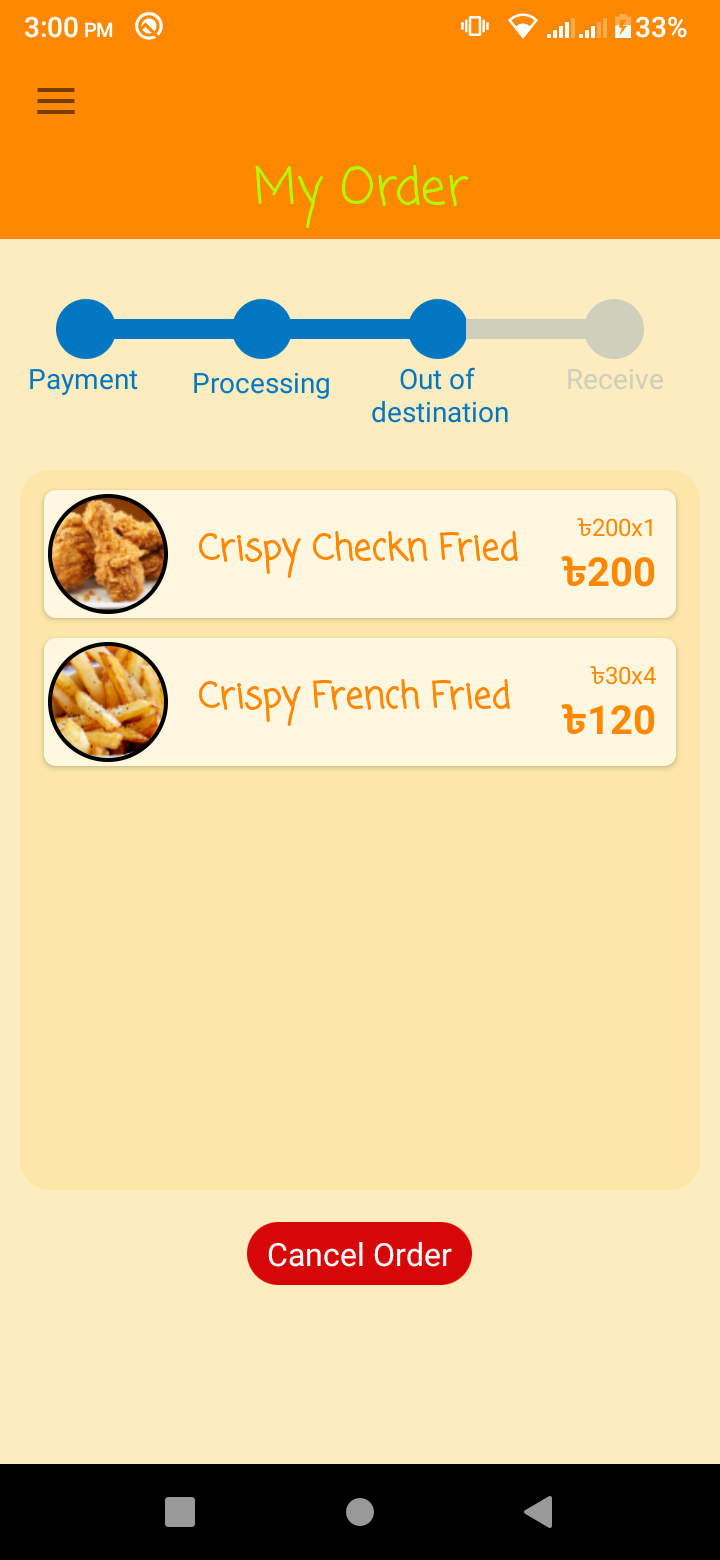 3:00 PM 33%
My Order
Payment
Processing
Out of
destination
Receive
Crispy Checkn Fried
৳200x1
৳200
Crispy French Fried
৳30x4
৳120
Cancel Order